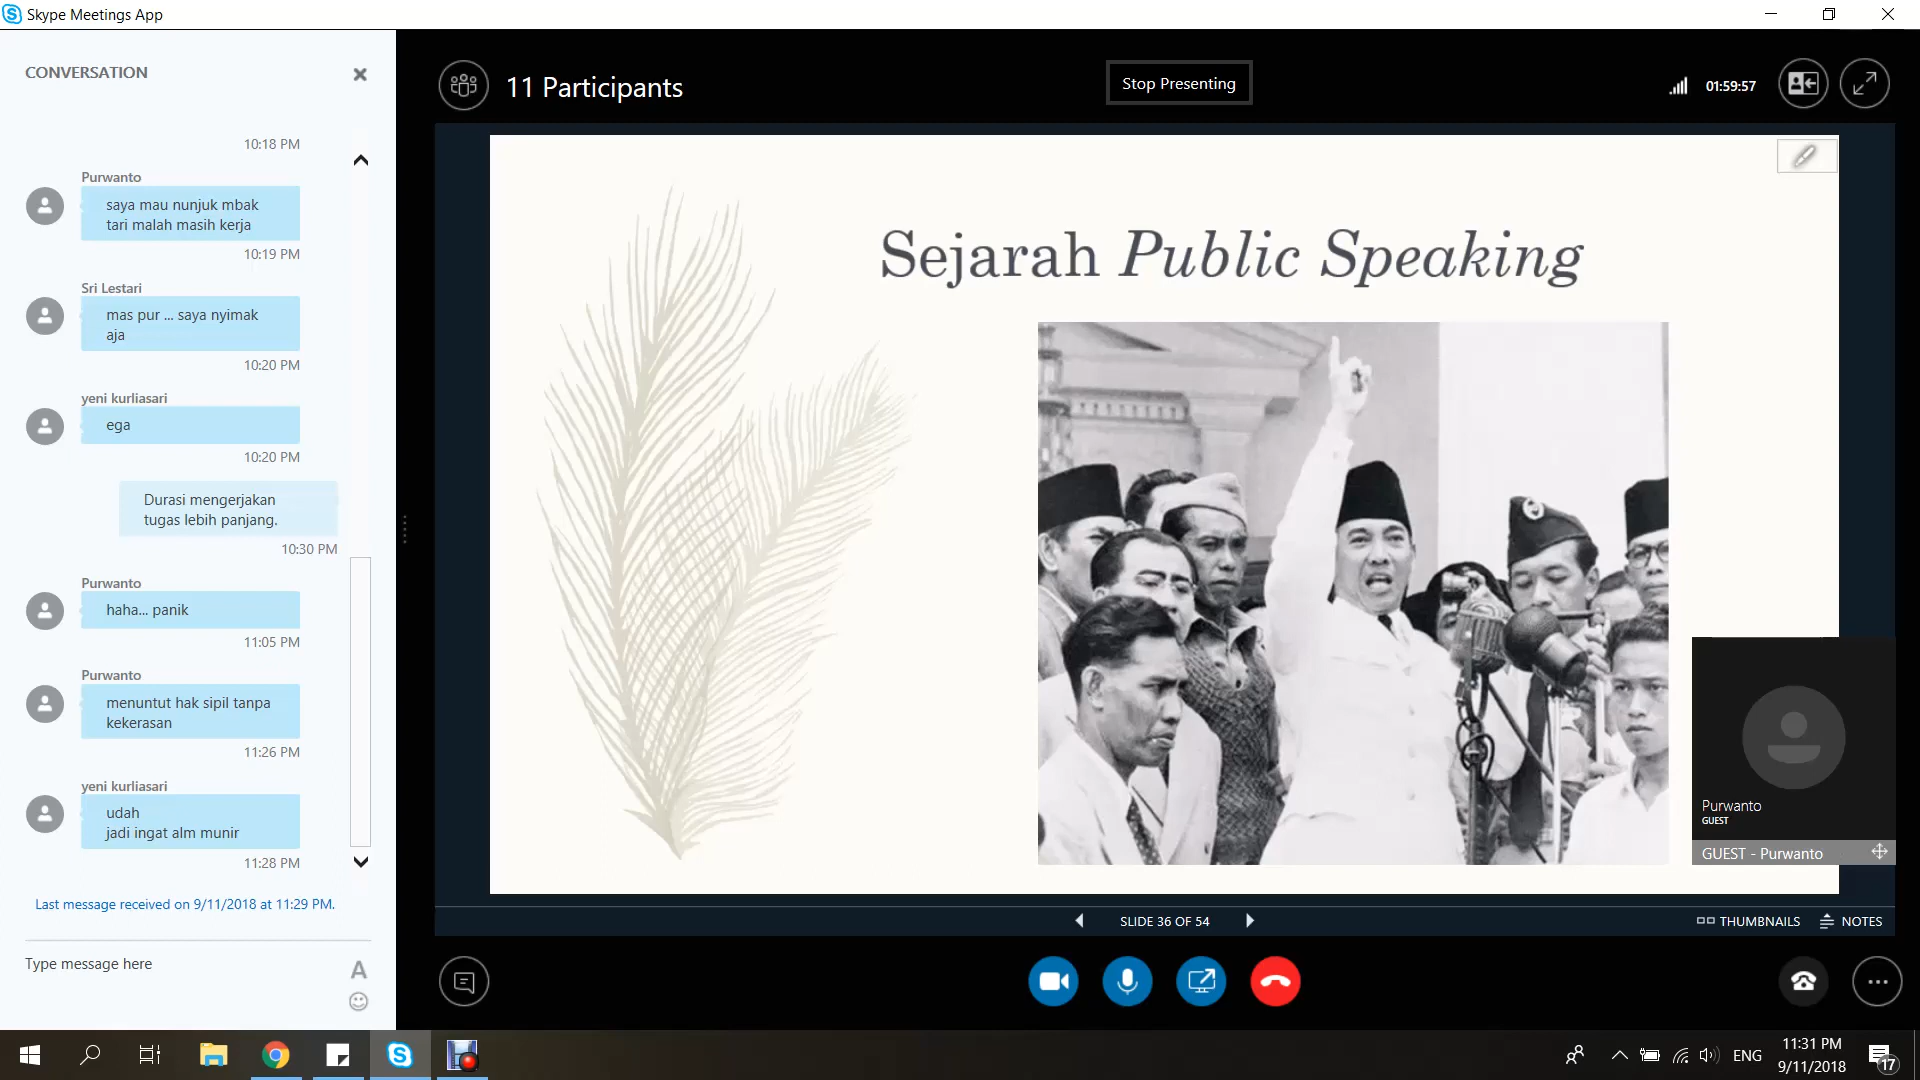 Skype Meetings App
CONVERSATION
10:18 PM
Purwanto
saya mau nunjuk mbak
tari malah masih kerja
10:19 PM
Sri Lestari
mas pur ... saya nyimak
aja
10:20 PM
yeni kurliasari
ega
10:20 PM
Durasi mengerjakan
tugas lebih panjang.
10:30 PM
Purwanto
haha... panik
11:05 PM
Purwanto
menuntut hak sipil tanpa
kekerasan
11:26 PM
yeni kurliasari
udah
jadi ingat alm munir
11:28 PM
Last message received on 9/11/2018 at 11:29 PM.
Type message here
A
11 Participants
Stop Presenting
01:59:57
Sejarah Public Speaking
Purwanto
GUEST
GUEST - Purwanto
SLIDE 36 OF 54
THUMBNAILS
NOTES
ENG
11:31 PM
9/11/2018
17